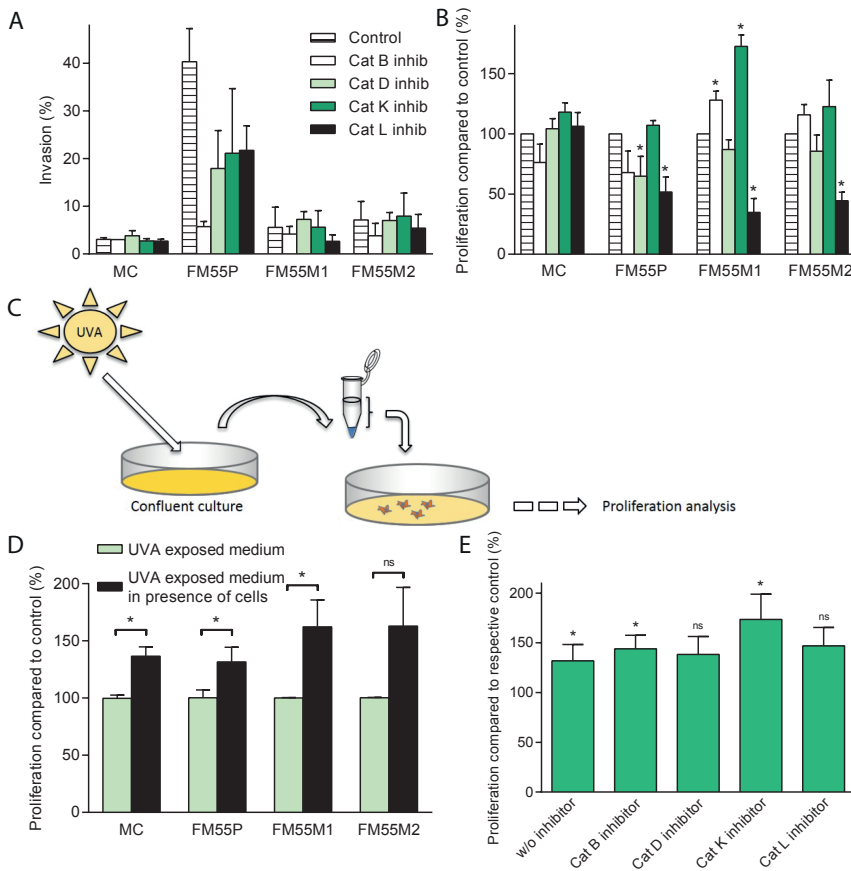 A
Invasion (%)
40
30
20
10
0
Control
Cat B inhib
Cat D inhib
Cat K inhib
Cat L inhib
MC
FM55P
FM55M1
FM55M2
B
Proliferation compared to control (%)
150
100
50
0
*
*
*
*
*
*
MC
FM55P
FM55M1
FM55M2
C
UVA
Confluent culture
Proliferation analysis
D
UVA exposed medium
UVA exposed medium
in presence of cells
Proliferation compared to control (%)
200
150
100
50
0
*
*
*
ns
MC
FM55P
FM55M1
FM55M2
E
Proliferation compared to respective control (%)
200
150
100
50
0
*
*
ns
*
ns
w/o inhibitor
Cat B inhibitor
Cat D inhibitor
Cat K inhibitor
Cat L inhibitor